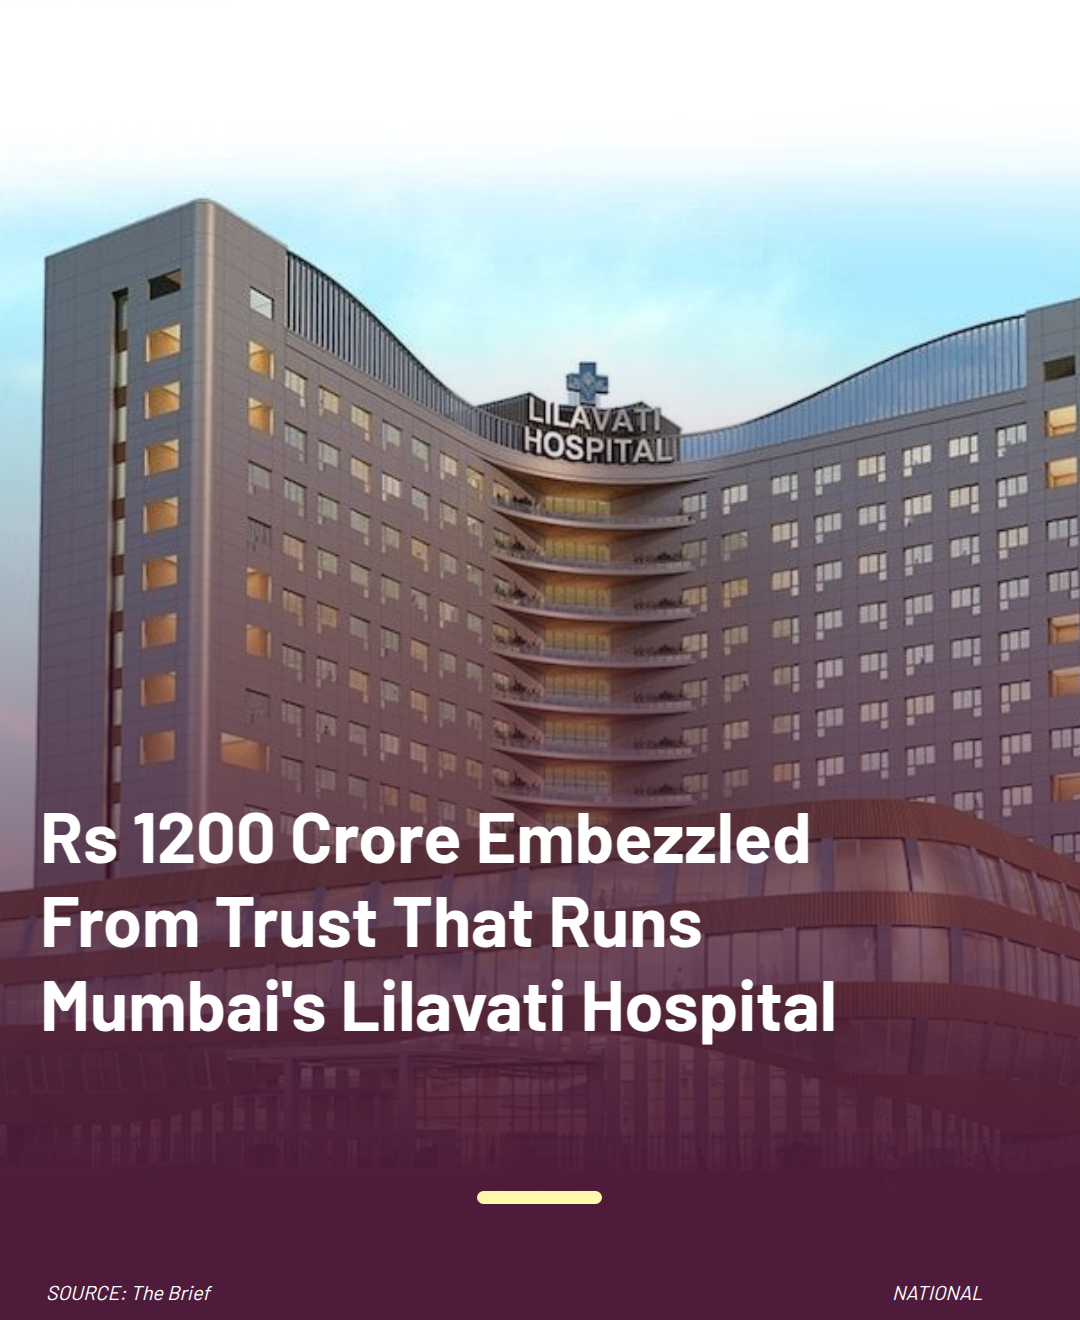 LILAVATI
HOSPITAL
Rs 1200 Crore Embezzled
From Trust That Runs
Mumbai's Lilavati Hospital
SOURCE: The Brief
NATIONAL